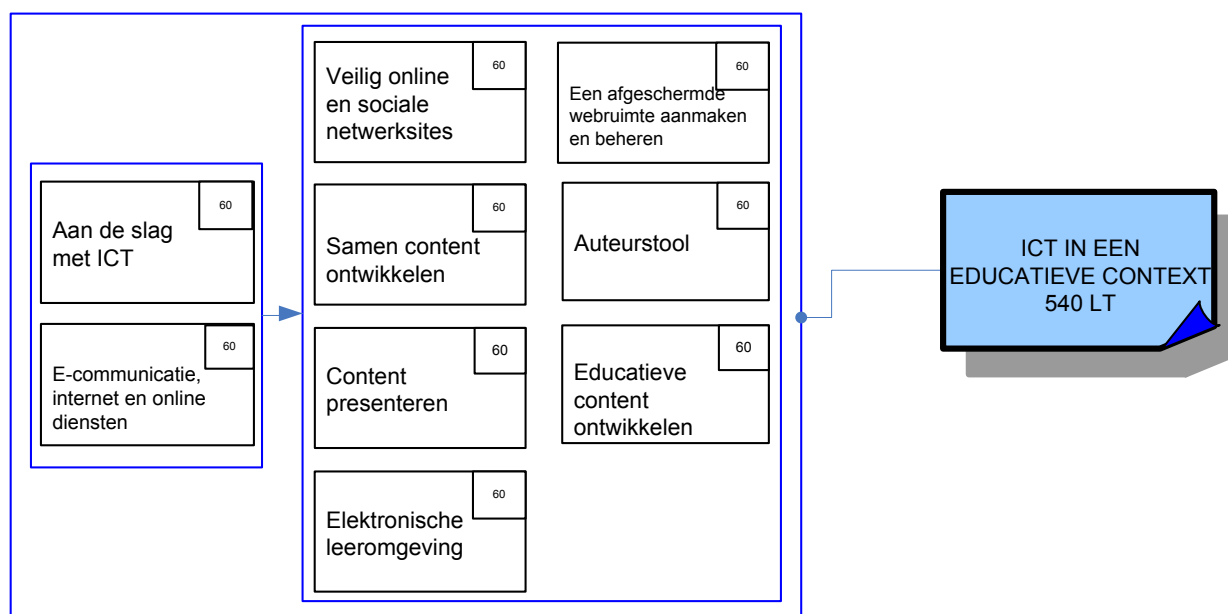 60
Aan de slag
met ICT
60
E-communicatie,
internet en online
diensten
60
Veilig online
en sociale
netwerksites
60
Een afgeschermde
webruimte aanmaken
en beheren
60
Samen content
ontwikkelen
60
Auteurstool
60
Content
presenteren
60
Educatieve
content
ontwikkelen
60
Elektronische
leeromgeving
ICT IN EEN
EDUCATIEVE CONTEXT
540 LT